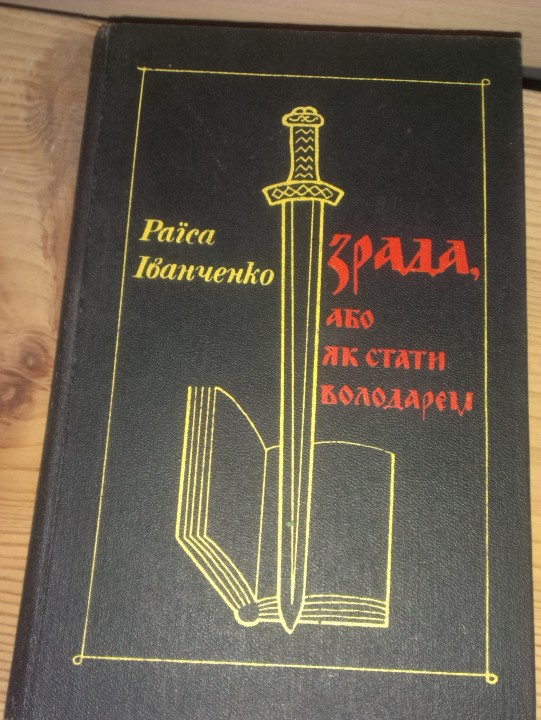 Раїса
Іванченко
ЗРАДА,
АБО
ЯК СТАТИ
ВОЛОДАРЕМ